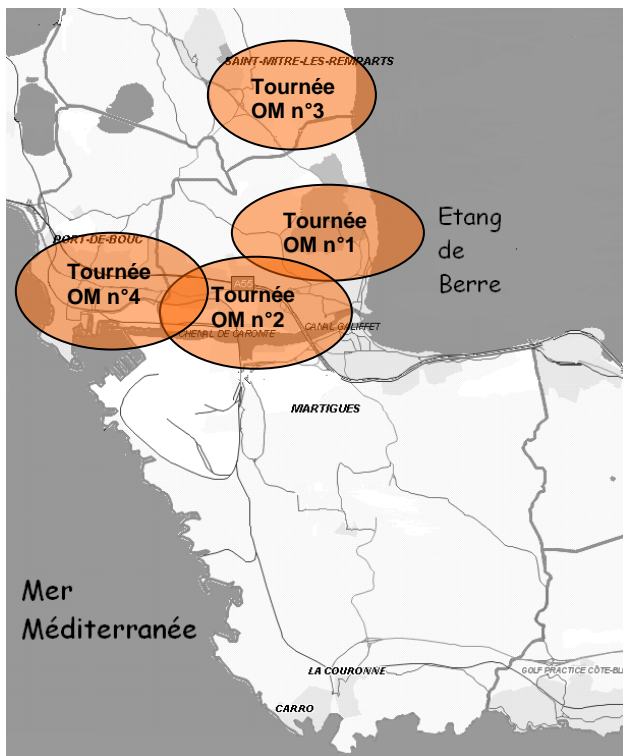 SAINT-MITRE-LES-REMPARTS
Tournée
OM n°3
Tournée
OM n°1
Etang
de
Berre
PORT-DE-BOUC
Tournée
OM n°4
A55
Tournée
OM n°2
CHENAL DE CARONTE
CANAL GALIFFET
MARTIGUES
Mer
Méditerranée
LA COURONNE
GOLF PRACTICE CÔTE-BL
CARRO